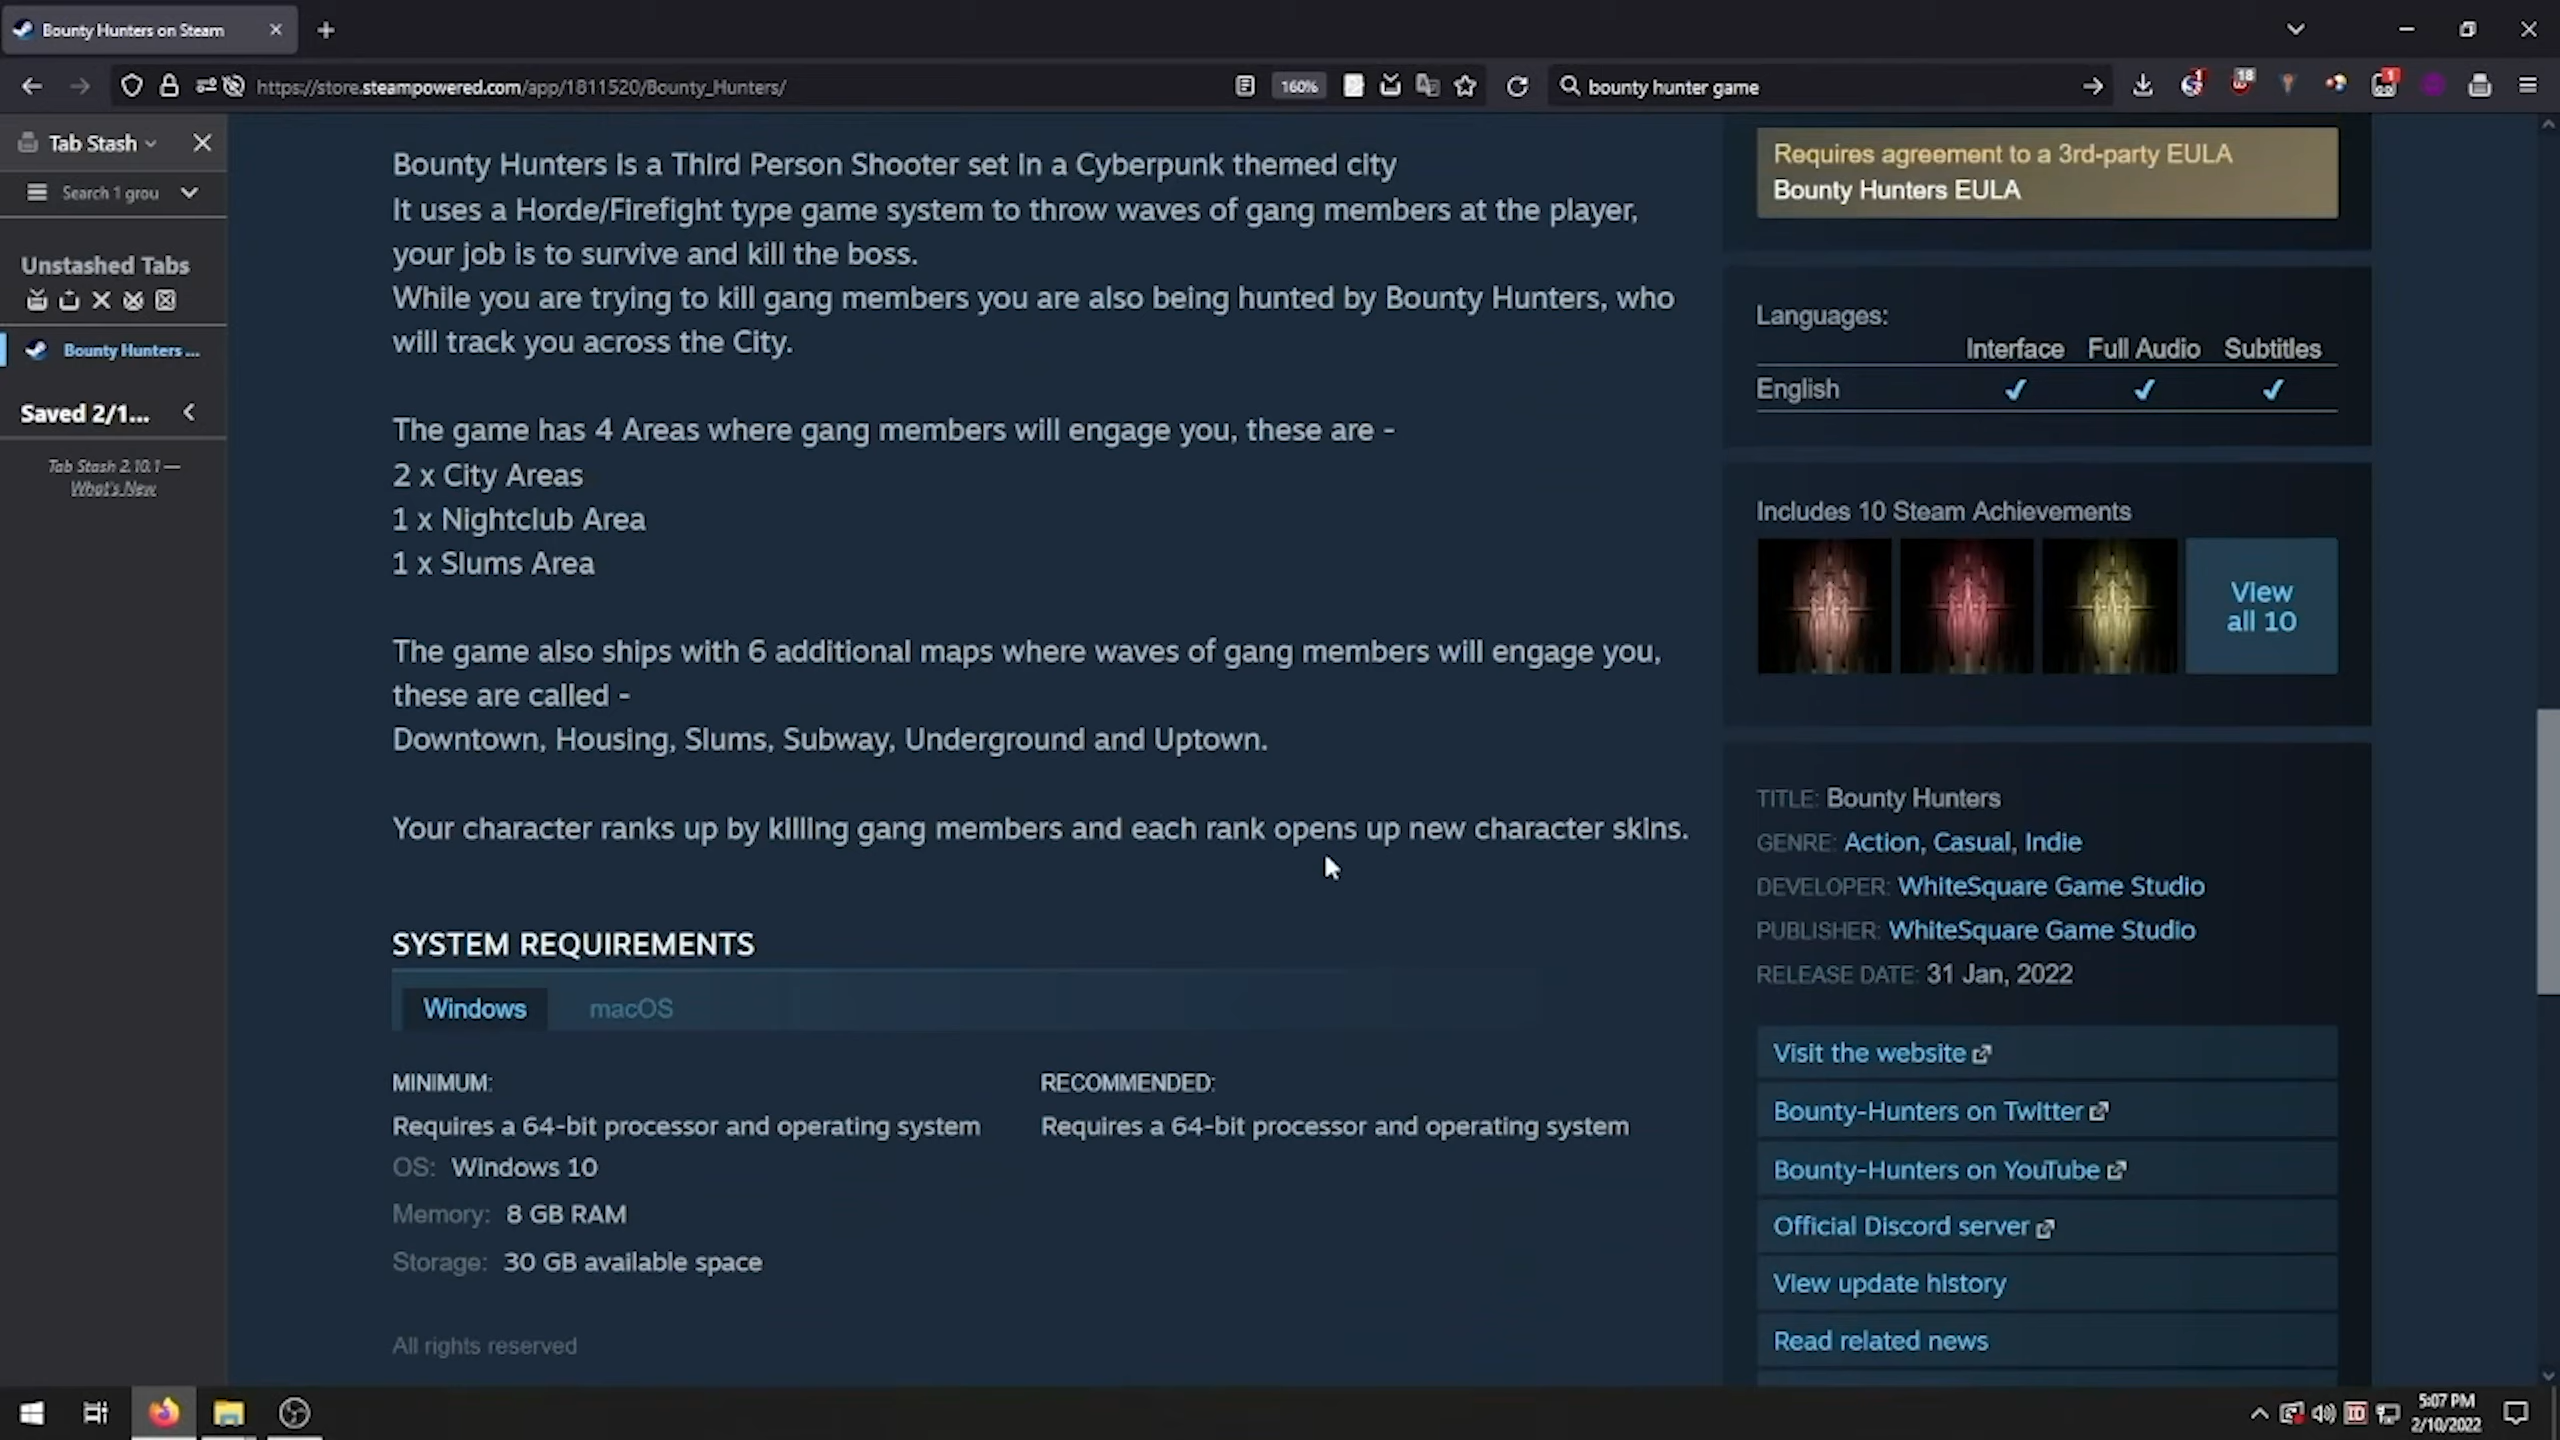 Bounty Hunters on Steam
https://store.steampowered.com/app/1811520/Bounty_Hunters/
160%
bounty hunter game
18
1
Tab Stash
Search 1 grou
Unstashed Tabs
Bounty Hunters ...
Saved 2/1...
Tab Stash 2.10.1 —
What's New
Bounty Hunters is a Third Person Shooter set in a Cyberpunk themed city
It uses a Horde/Firefight type game system to throw waves of gang members at the player,
your job is to survive and kill the boss.
While you are trying to kill gang members you are also being hunted by Bounty Hunters, who
will track you across the City.
The game has 4 Areas where gang members will engage you, these are -
2 x City Areas
1 x Nightclub Area
1 x Slums Area
The game also ships with 6 additional maps where waves of gang members will engage you,
these are called -
Downtown, Housing, Slums, Subway, Underground and Uptown.
Your character ranks up by killing gang members and each rank opens up new character skins.
SYSTEM REQUIREMENTS
Windows macOS
MINIMUM:
Requires a 64-bit processor and operating system
OS: Windows 10
Memory: 8 GB RAM
Storage: 30 GB available space
RECOMMENDED:
Requires a 64-bit processor and operating system
All rights reserved
Requires agreement to a 3rd-party EULA
Bounty Hunters EULA
Languages:
Interface Full Audio Subtitles
English ✔ ✔ ✔
Includes 10 Steam Achievements
View
all 10
TITLE: Bounty Hunters
GENRE: Action, Casual, Indie
DEVELOPER: WhiteSquare Game Studio
PUBLISHER: WhiteSquare Game Studio
RELEASE DATE: 31 Jan, 2022
Visit the website
Bounty-Hunters on Twitter
Bounty-Hunters on YouTube
Official Discord server
View update history
Read related news
5:07 PM
2/10/2022